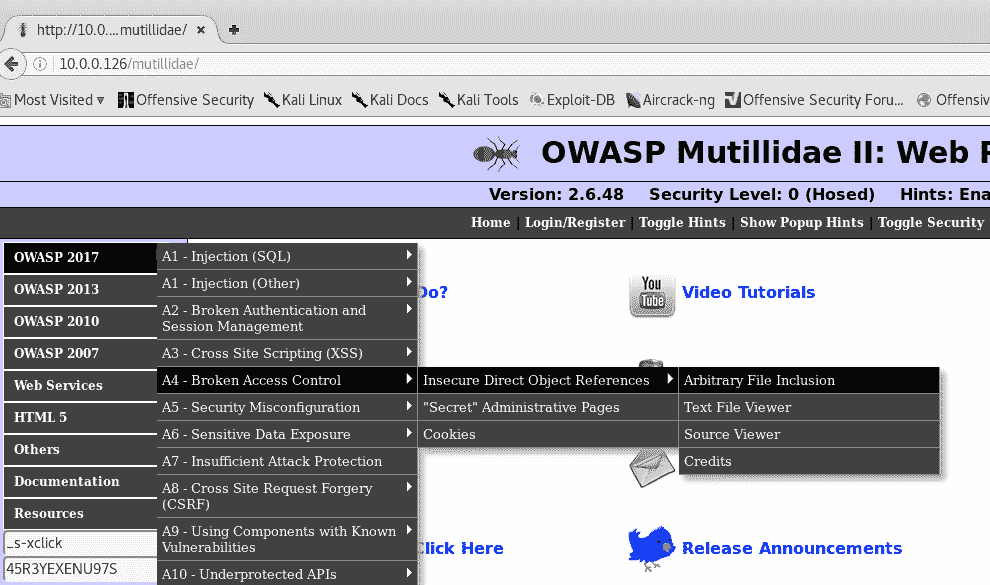 http://10.0....mutillidae/
10.0.0.126/mutillidae/
Most Visited Offensive Security Kali Linux Kali Docs Kali Tools Exploit-DB Aircrack-ng Offensive Security Foru... Offensiv
OWASP Mutillidae II: Web
Version: 2.6.48 Security Level: 0 (Hosed) Hints: Ena
Home | Login/Register | Toggle Hints | Show Popup Hints | Toggle Security
OWASP 2017
OWASP 2013
OWASP 2010
OWASP 2007
Web Services
HTML 5
Others
Documentation
Resources
_s-xclick
45R3YEXENU97S
A1 - Injection (SQL)
A1 - Injection (Other)
A2 - Broken Authentication and
Session Management
A3 - Cross Site Scripting (XSS)
A4 - Broken Access Control
A5 - Security Misconfiguration
A6 - Sensitive Data Exposure
A7 - Insufficient Attack Protection
A8 - Cross Site Request Forgery
(CSRF)
A9 - Using Components with Known
Vulnerabilities
A10 - Underprotected APIs
Insecure Direct Object References
"Secret" Administrative Pages
Cookies
Arbitrary File Inclusion
Text File Viewer
Source Viewer
Credits
Do?
You
Tube
Video Tutorials
Click Here
Release Announcements